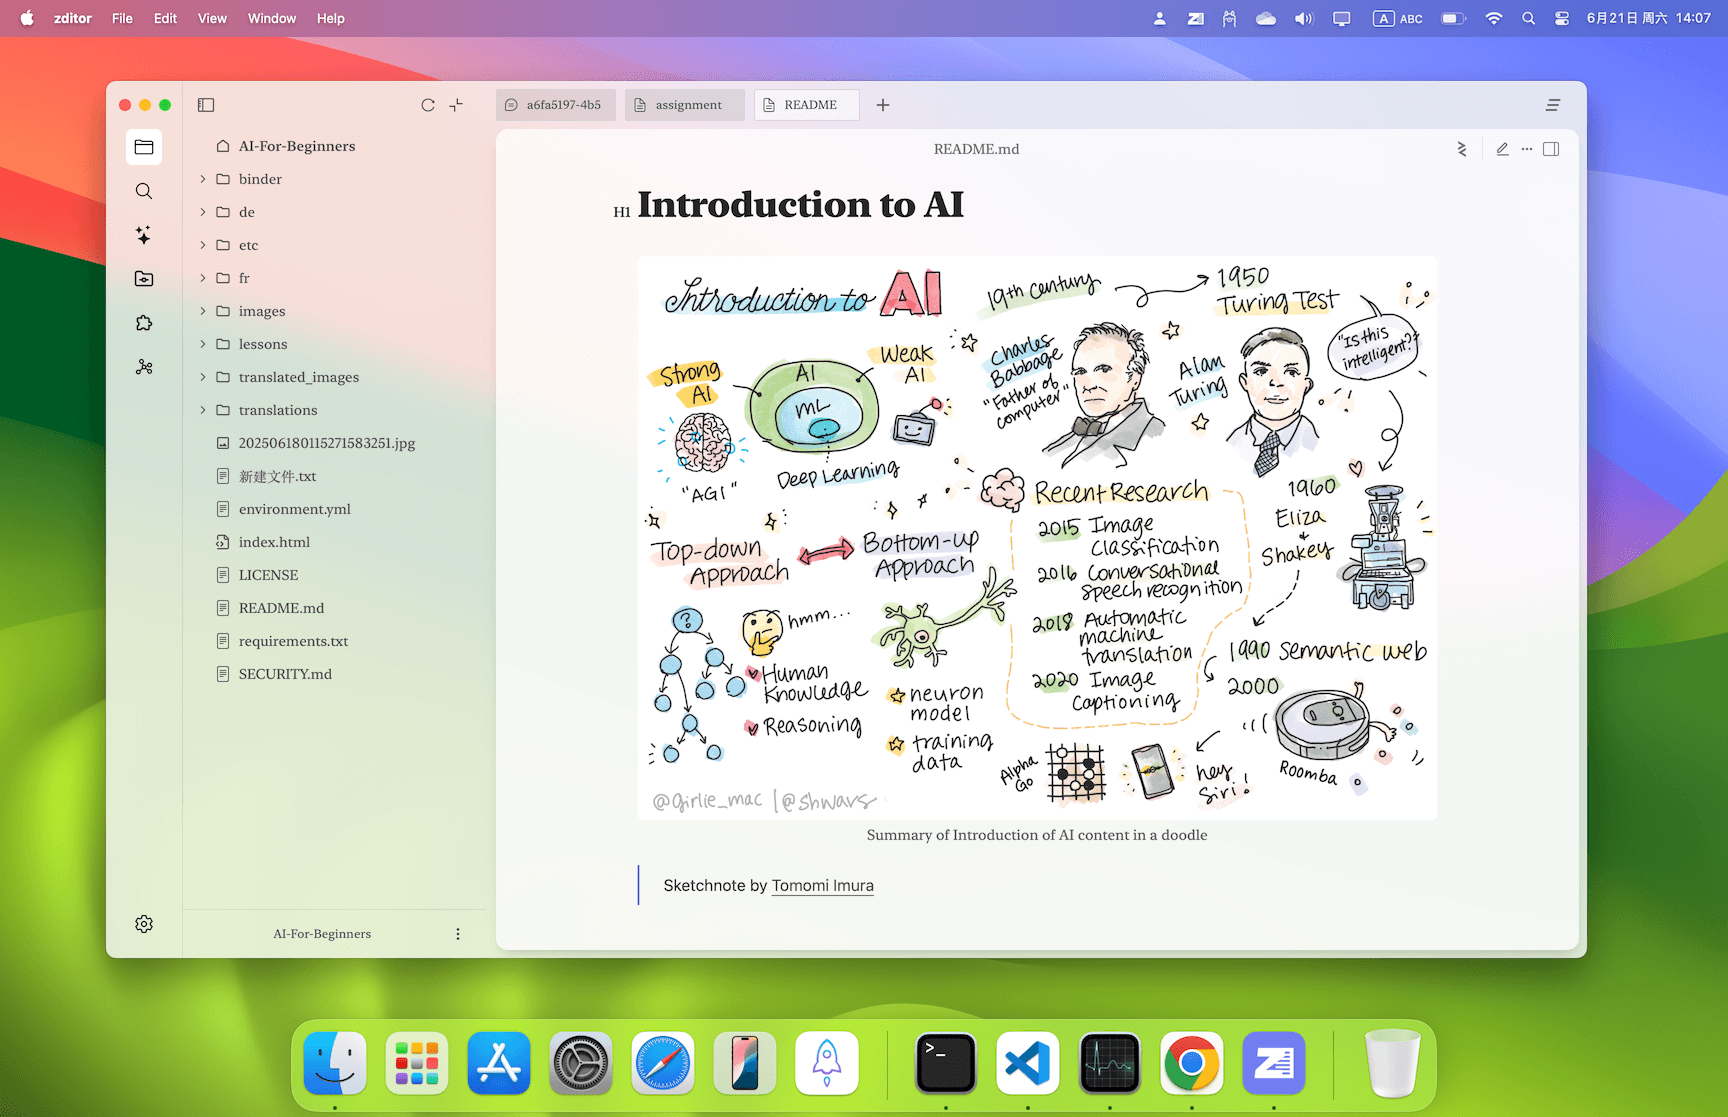 zditor File Edit View Window Help
A ABC 6月21日 周六 14:07
a6fa5197-4b5 assignment README
AI-For-Beginners
binder
de
etc
fr
images
lessons
translated_images
translations
202506180115271583251.jpg
新建文件.txt
environment.yml
index.html
LICENSE
README.md
requirements.txt
SECURITY.md
AI-For-Beginners
README.md
H1 Introduction to AI
Introduction to AI
19th century
1950
Turing Test
"Is this
intelligent?"
Charles
Babbage
"Father of
computer"
Alan
Turing
Strong
AI
Weak
AI
AI
ML
Deep Learning
"AGI"
Top-down
Approach
Bottom-up
Approach
Recent Research
2015 Image
Classification
2016 Conversational
speech recognition
2018 Automatic
machine
translation
2020 Image
Captioning
1960
Eliza
Shakey
?
hmm...
Human
Knowledge
Reasoning
neuron
model
training
data
1990 Semantic web
2000
Roomba
Alpha
Go
hey
Siri!
@girlie_mac | @shwars
Summary of Introduction of AI content in a doodle
Sketchnote by Tomomi Imura